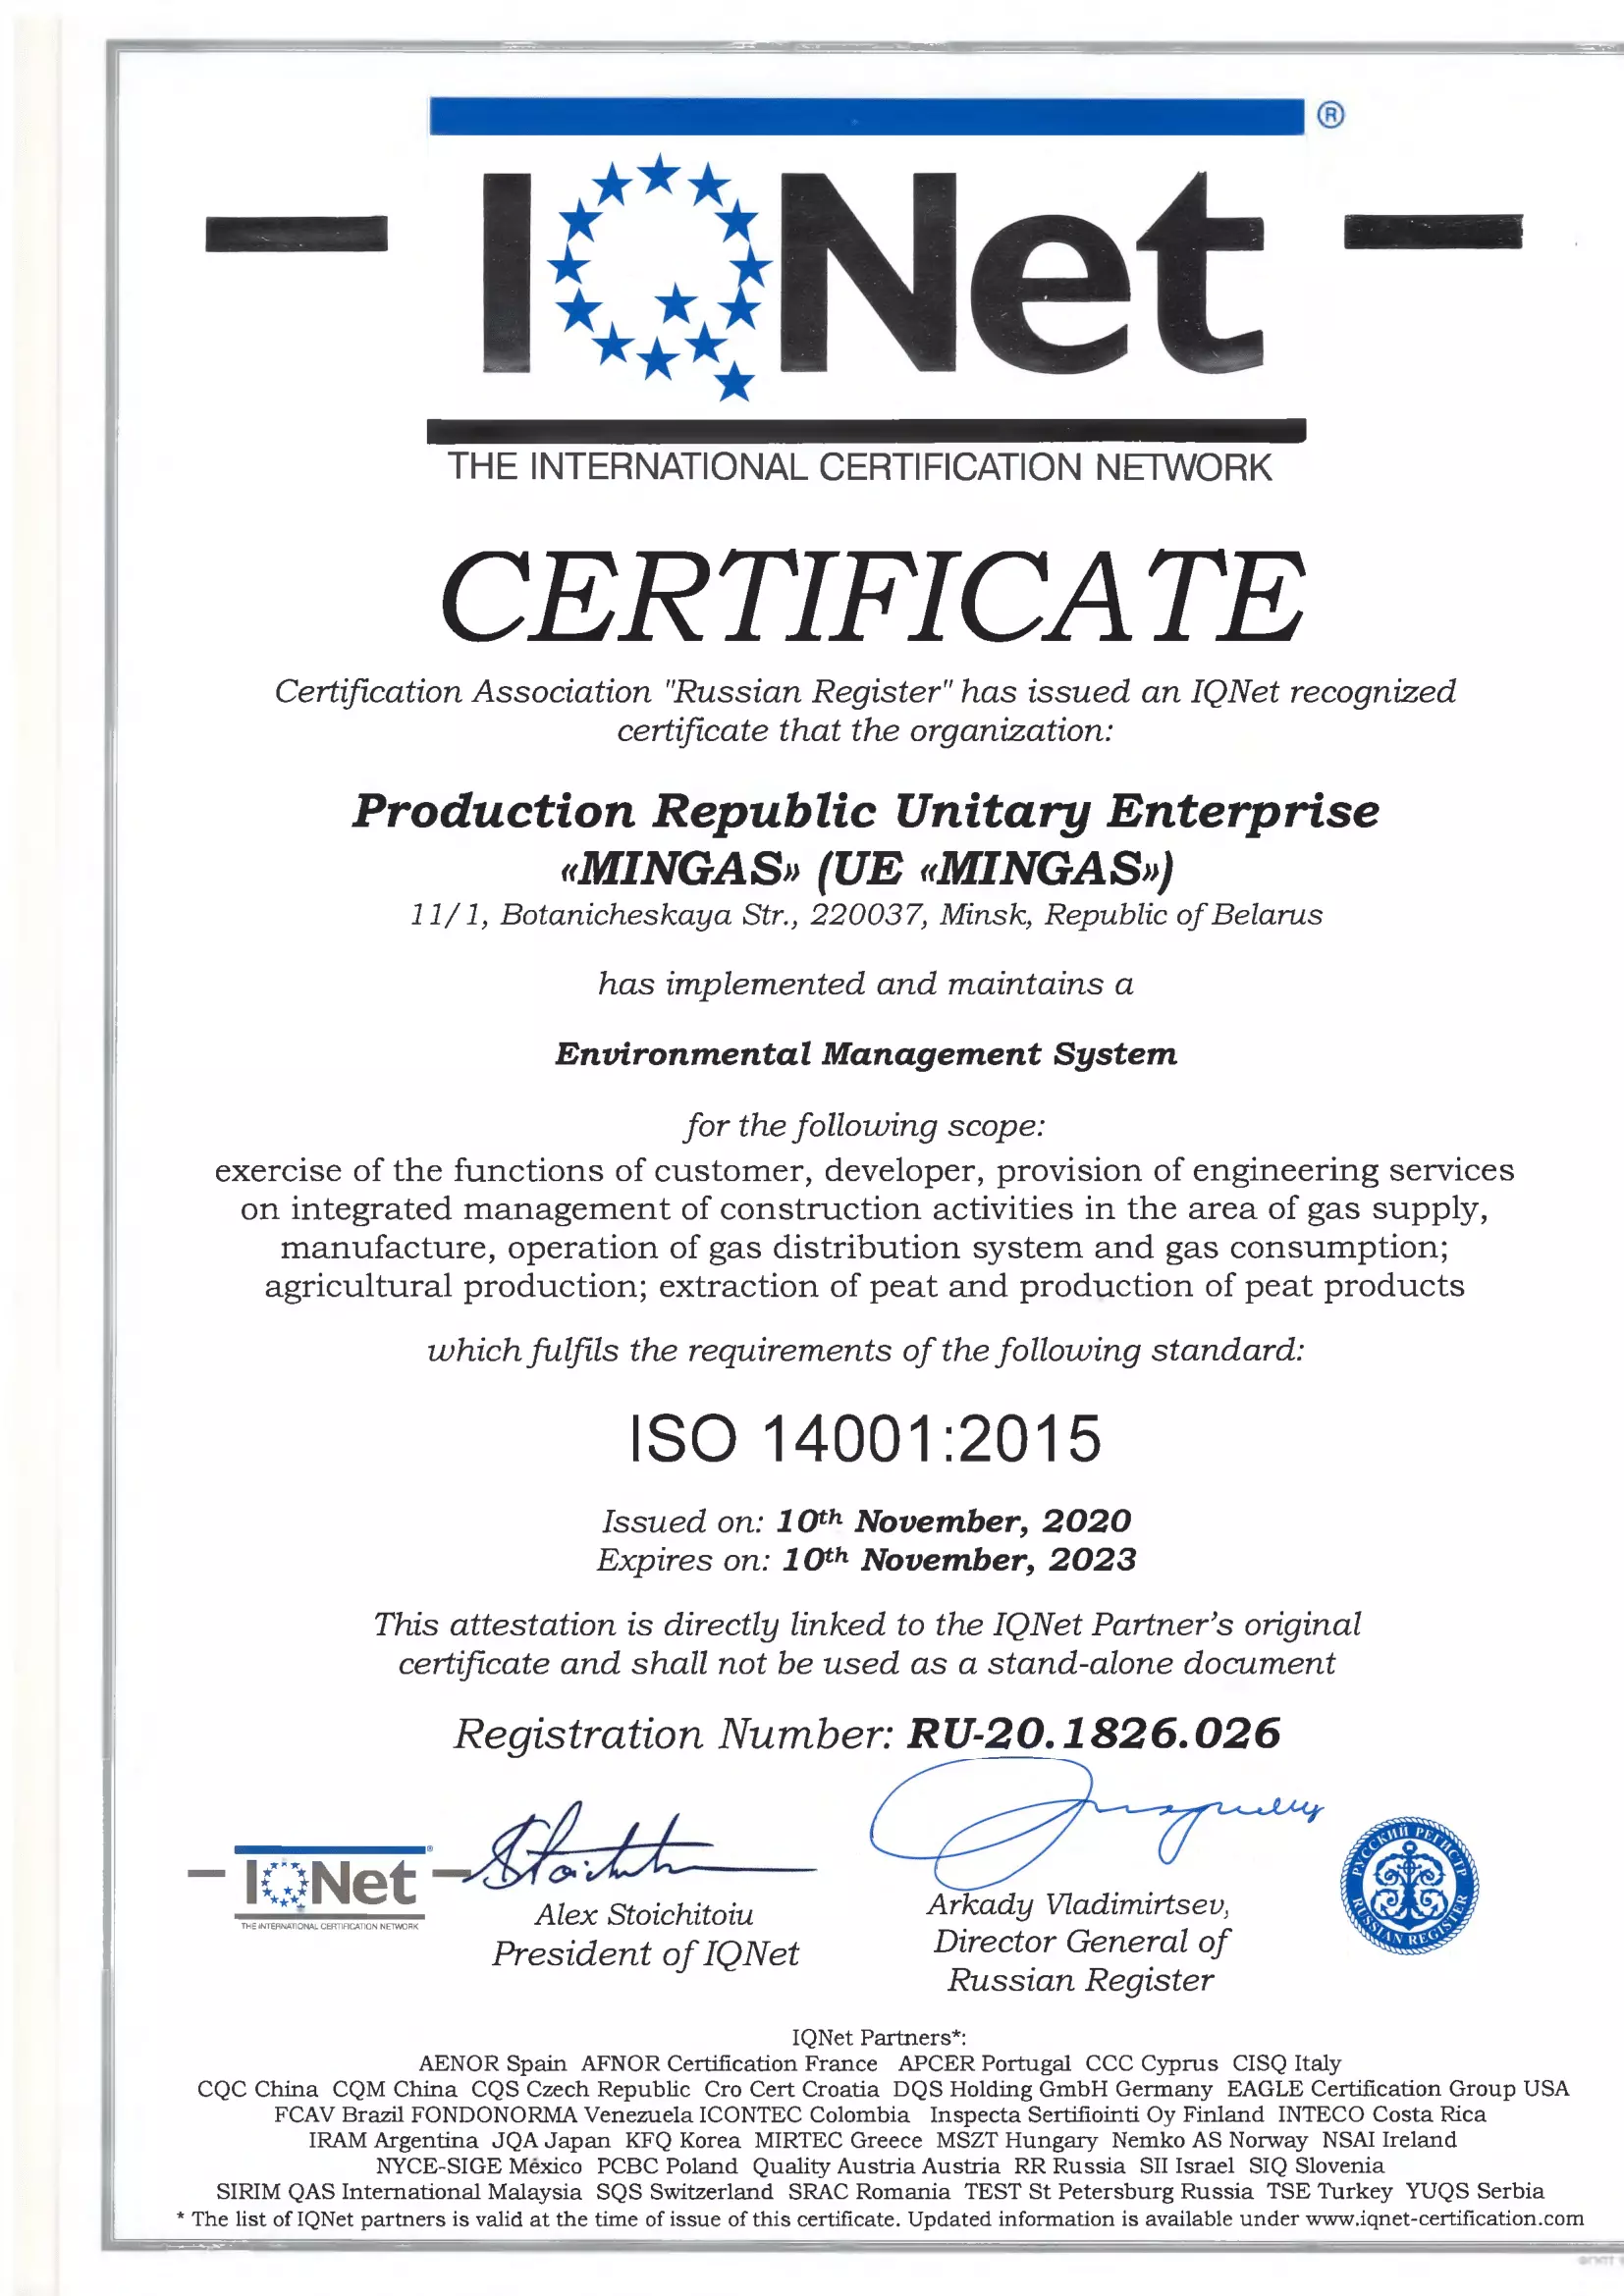 ®
IQNet
THE INTERNATIONAL CERTIFICATION NETWORK
CERTIFICATE
Certification Association "Russian Register" has issued an IQNet recognized
certificate that the organization:
Production Republic Unitary Enterprise
«MINGAS» (UE «MINGAS»)
11/1, Botanicheskaya Str., 220037, Minsk, Republic of Belarus
has implemented and maintains a
Environmental Management System
for the following scope:
exercise of the functions of customer, developer, provision of engineering services
on integrated management of construction activities in the area of gas supply,
manufacture, operation of gas distribution system and gas consumption;
agricultural production; extraction of peat and production of peat products
which fulfils the requirements of the following standard:
ISO 14001:2015
Issued on: 10th November, 2020
Expires on: 10th November, 2023
This attestation is directly linked to the IQNet Partner’s original
certificate and shall not be used as a stand-alone document
Registration Number: RU-20.1826.026
IQNet®
THE INTERNATIONAL CERTIFICATION NETWORK
Alex Stoichitoiu
President of IQNet
Arkady Vladimirtsev,
Director General of
Russian Register
РУССКИЙ РЕГИСТР
RUSSIAN REGISTER
IQNet Partners*:
AENOR Spain AFNOR Certification France APCER Portugal CCC Cyprus CISQ Italy
CQC China CQM China CQS Czech Republic Cro Cert Croatia DQS Holding GmbH Germany EAGLE Certification Group USA
FCAV Brazil FONDONORMA Venezuela ICONTEC Colombia Inspecta Sertifiointi Oy Finland INTECO Costa Rica
IRAM Argentina JQA Japan KFQ Korea MIRTEC Greece MSZT Hungary Nemko AS Norway NSAI Ireland
NYCE-SIGE México PCBC Poland Quality Austria Austria RR Russia SII Israel SIQ Slovenia
SIRIM QAS International Malaysia SQS Switzerland SRAC Romania TEST St Petersburg Russia TSE Turkey YUQS Serbia
* The list of IQNet partners is valid at the time of issue of this certificate. Updated information is available under www.iqnet-certification.com